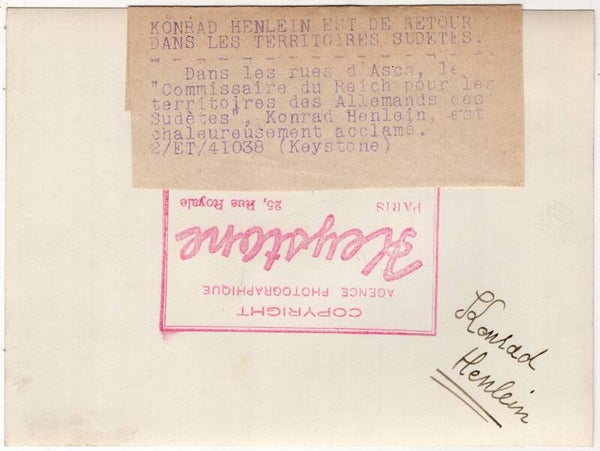 KONRAD HENLEIN EST DE RETOUR
DANS LES TERRITOIRES SUDETES.
Dans les rues d'Asch, le
"Commissaire du Reich pour les
territoires des Allemands des
Sudètes", Konrad Henlein, est
chaleureusement acclamé.
2/ET/41038 (Keystone)
COPYRIGHT
AGENCE PHOTOGRAPHIQUE
Keystone
PARIS 25, Rue Royale
Konrad
Henlein